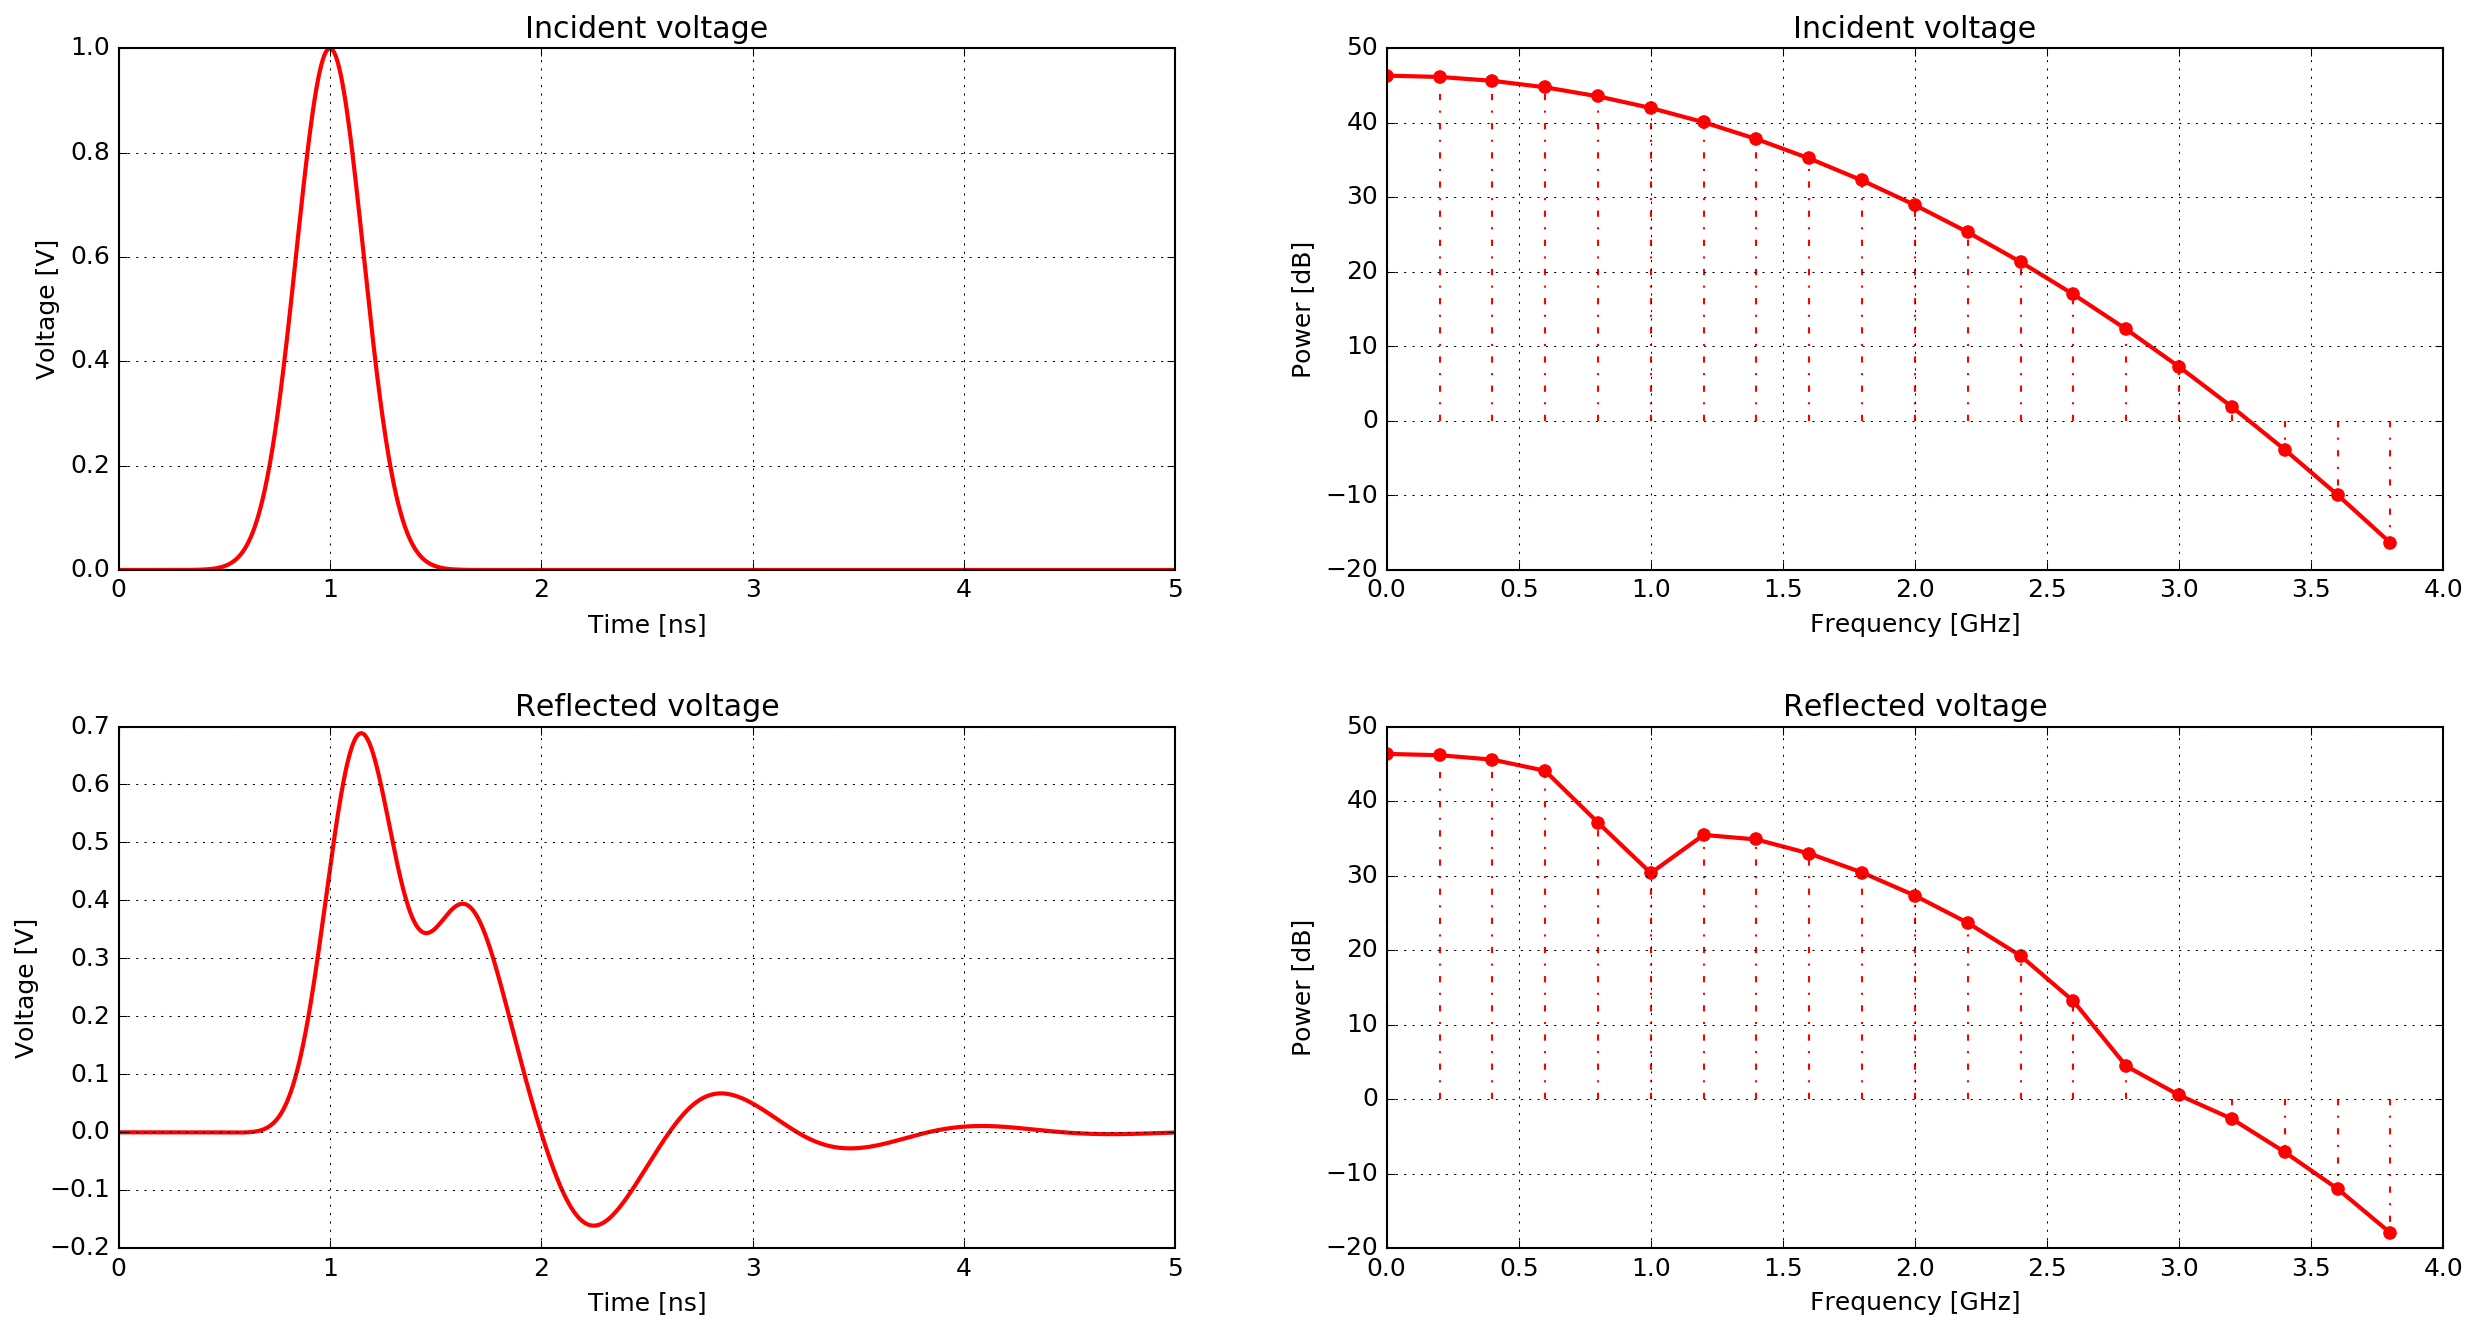 Incident voltage
1.0
0.8
0.6
0.4
0.2
0.0
Voltage [V]
0 1 2 3 4 5
Time [ns]
Incident voltage
50
40
30
20
10
0
−10
−20
Power [dB]
0.0 0.5 1.0 1.5 2.0 2.5 3.0 3.5 4.0
Frequency [GHz]
Reflected voltage
0.7
0.6
0.5
0.4
0.3
0.2
0.1
0.0
−0.1
−0.2
Voltage [V]
0 1 2 3 4 5
Time [ns]
Reflected voltage
50
40
30
20
10
0
−10
−20
Power [dB]
0.0 0.5 1.0 1.5 2.0 2.5 3.0 3.5 4.0
Frequency [GHz]